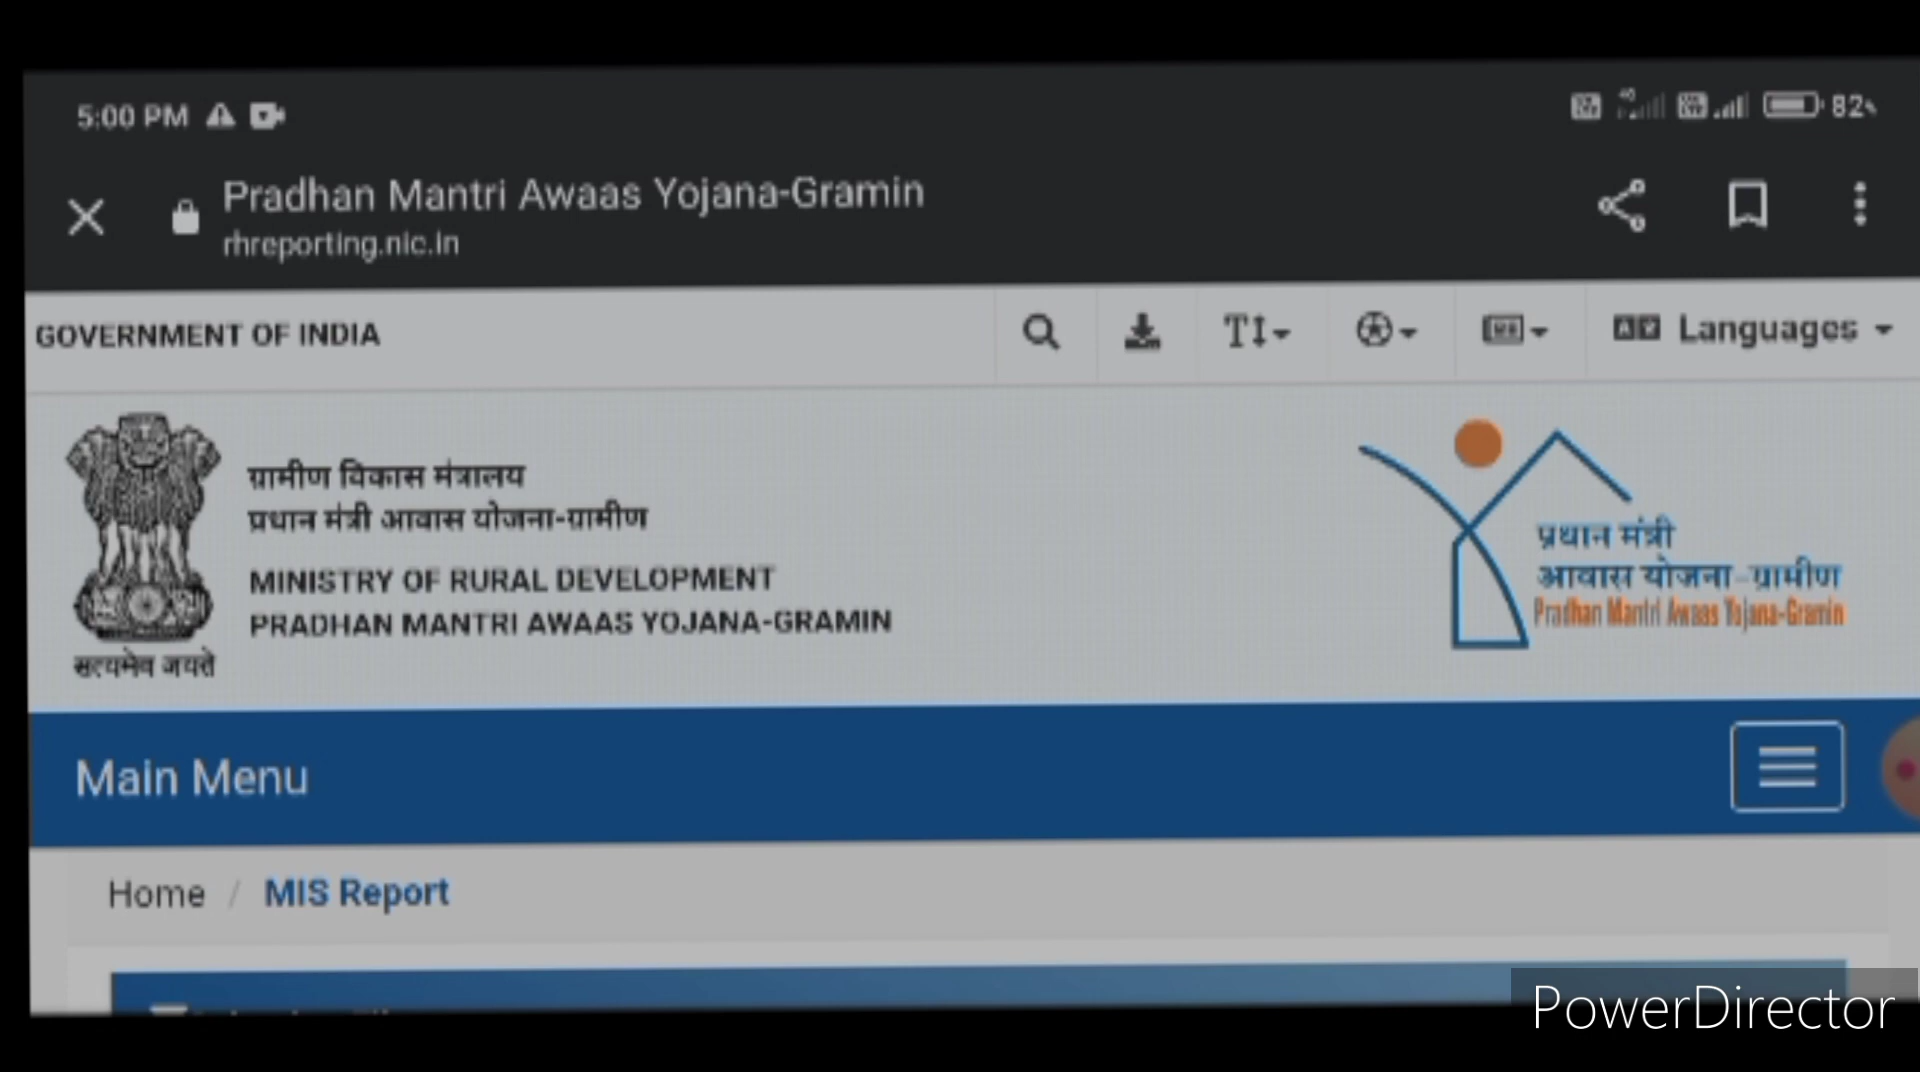 5:00 PM
82%
Pradhan Mantri Awaas Yojana-Gramin
rhreporting.nic.in
GOVERNMENT OF INDIA
Languages
ग्रामीण विकास मंत्रालय
प्रधान मंत्री आवास योजना-ग्रामीण
MINISTRY OF RURAL DEVELOPMENT
PRADHAN MANTRI AWAAS YOJANA-GRAMIN
सत्यमेव जयते
प्रधान मंत्री
आवास योजना-ग्रामीण
Pradhan Mantri Awaas Yojana-Gramin
Main Menu
Home / MIS Report
PowerDirector